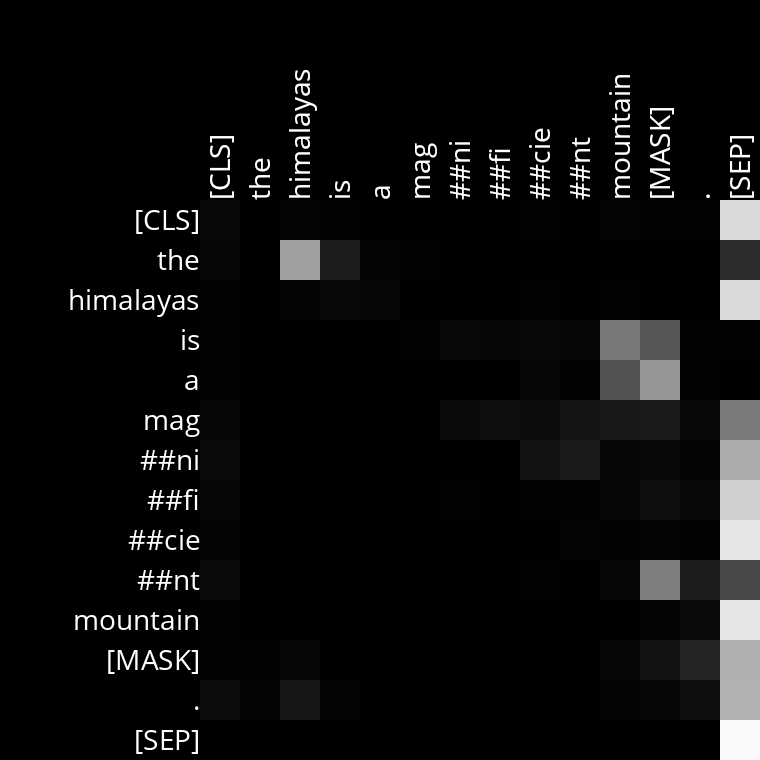 [CLS] the himalayas is a mag ##ni ##fi ##cie ##nt mountain [MASK] . [SEP]
[CLS]
the
himalayas
is
a
mag
##ni
##fi
##cie
##nt
mountain
[MASK]
.
[SEP]